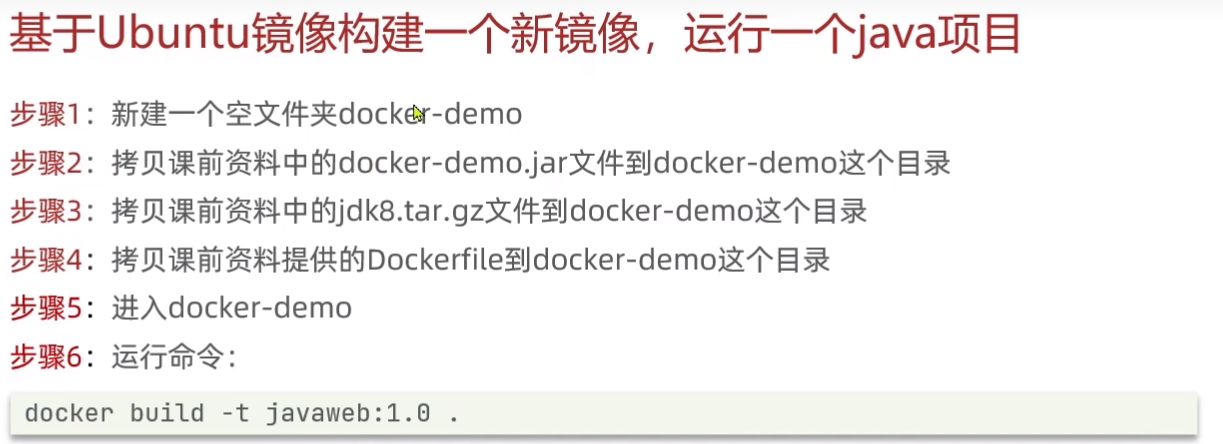 基于Ubuntu镜像构建一个新镜像，运行一个java项目
步骤1：新建一个空文件夹docker-demo
步骤2：拷贝课前资料中的docker-demo.jar文件到docker-demo这个目录
步骤3：拷贝课前资料中的jdk8.tar.gz文件到docker-demo这个目录
步骤4：拷贝课前资料提供的Dockerfile到docker-demo这个目录
步骤5：进入docker-demo
步骤6：运行命令：
docker build -t javaweb:1.0 .